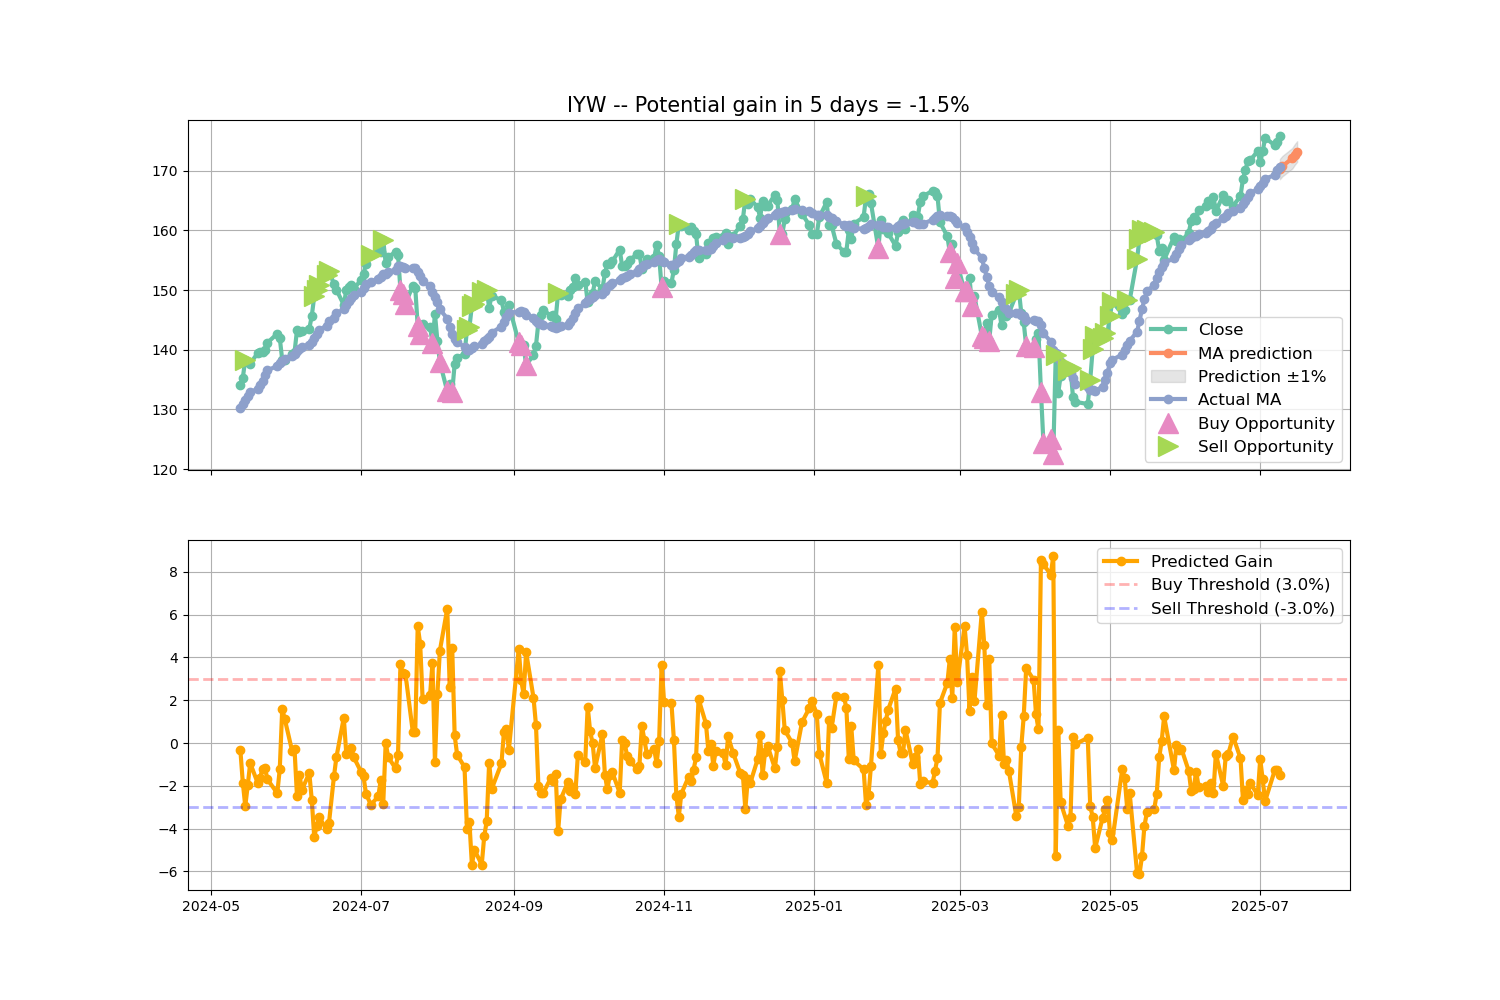 IYW -- Potential gain in 5 days = -1.5%
170
160
150
140
130
120
Close
MA prediction
Prediction ±1%
Actual MA
Buy Opportunity
Sell Opportunity
8
6
4
2
0
−2
−4
−6
Predicted Gain
Buy Threshold (3.0%)
Sell Threshold (-3.0%)
2024-05
2024-07
2024-09
2024-11
2025-01
2025-03
2025-05
2025-07